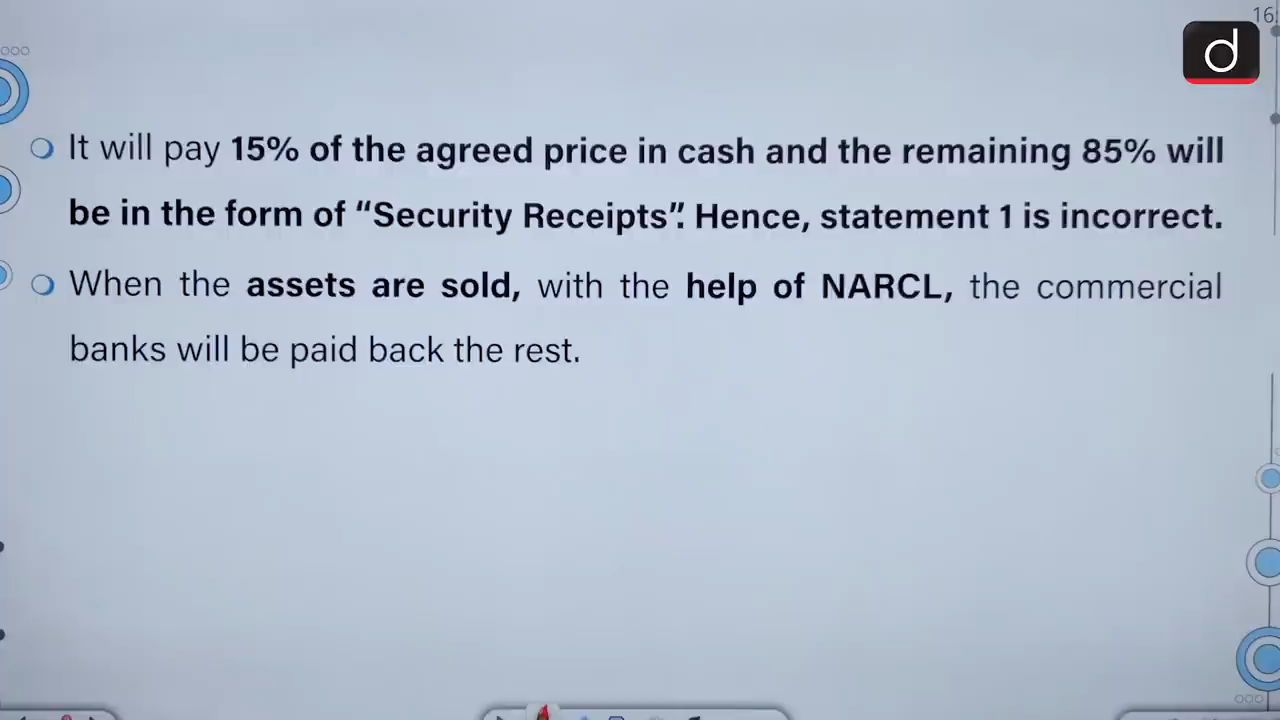 16
d
It will pay 15% of the agreed price in cash and the remaining 85% will
be in the form of “Security Receipts”. Hence, statement 1 is incorrect.
When the assets are sold, with the help of NARCL, the commercial
banks will be paid back the rest.